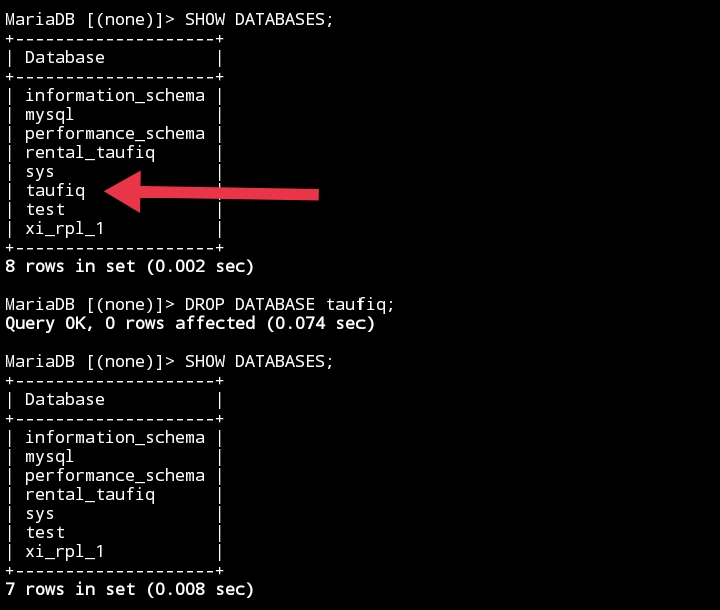 MariaDB [(none)]> SHOW DATABASES;
+--------------------+
| Database           |
+--------------------+
| information_schema |
| mysql              |
| performance_schema |
| rental_taufiq      |
| sys                |
| taufiq             |
| test               |
| xi_rpl_1           |
+--------------------+
8 rows in set (0.002 sec)

MariaDB [(none)]> DROP DATABASE taufiq;
Query OK, 0 rows affected (0.074 sec)

MariaDB [(none)]> SHOW DATABASES;
+--------------------+
| Database           |
+--------------------+
| information_schema |
| mysql              |
| performance_schema |
| rental_taufiq      |
| sys                |
| test               |
| xi_rpl_1           |
+--------------------+
7 rows in set (0.008 sec)